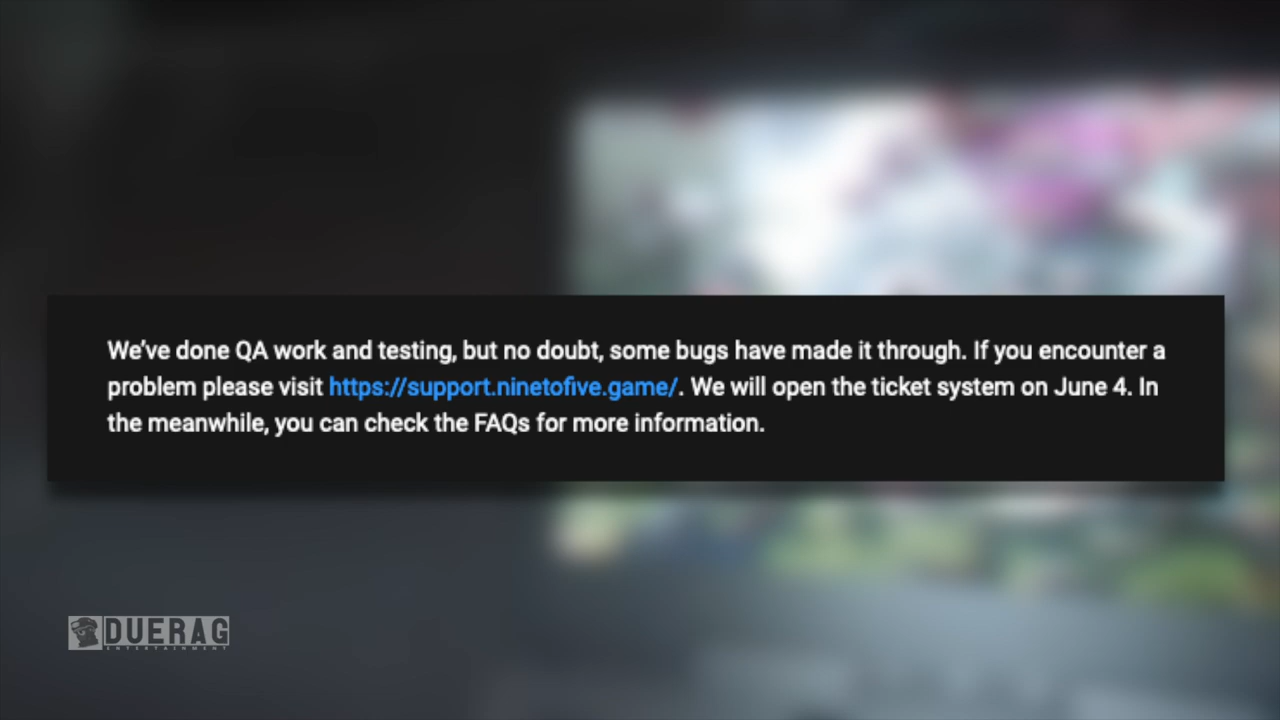 We’ve done QA work and testing, but no doubt, some bugs have made it through. If you encounter a
problem please visit https://support.ninetofive.game/. We will open the ticket system on June 4. In
the meanwhile, you can check the FAQs for more information.
DUERAG
ENTERTAINMENT